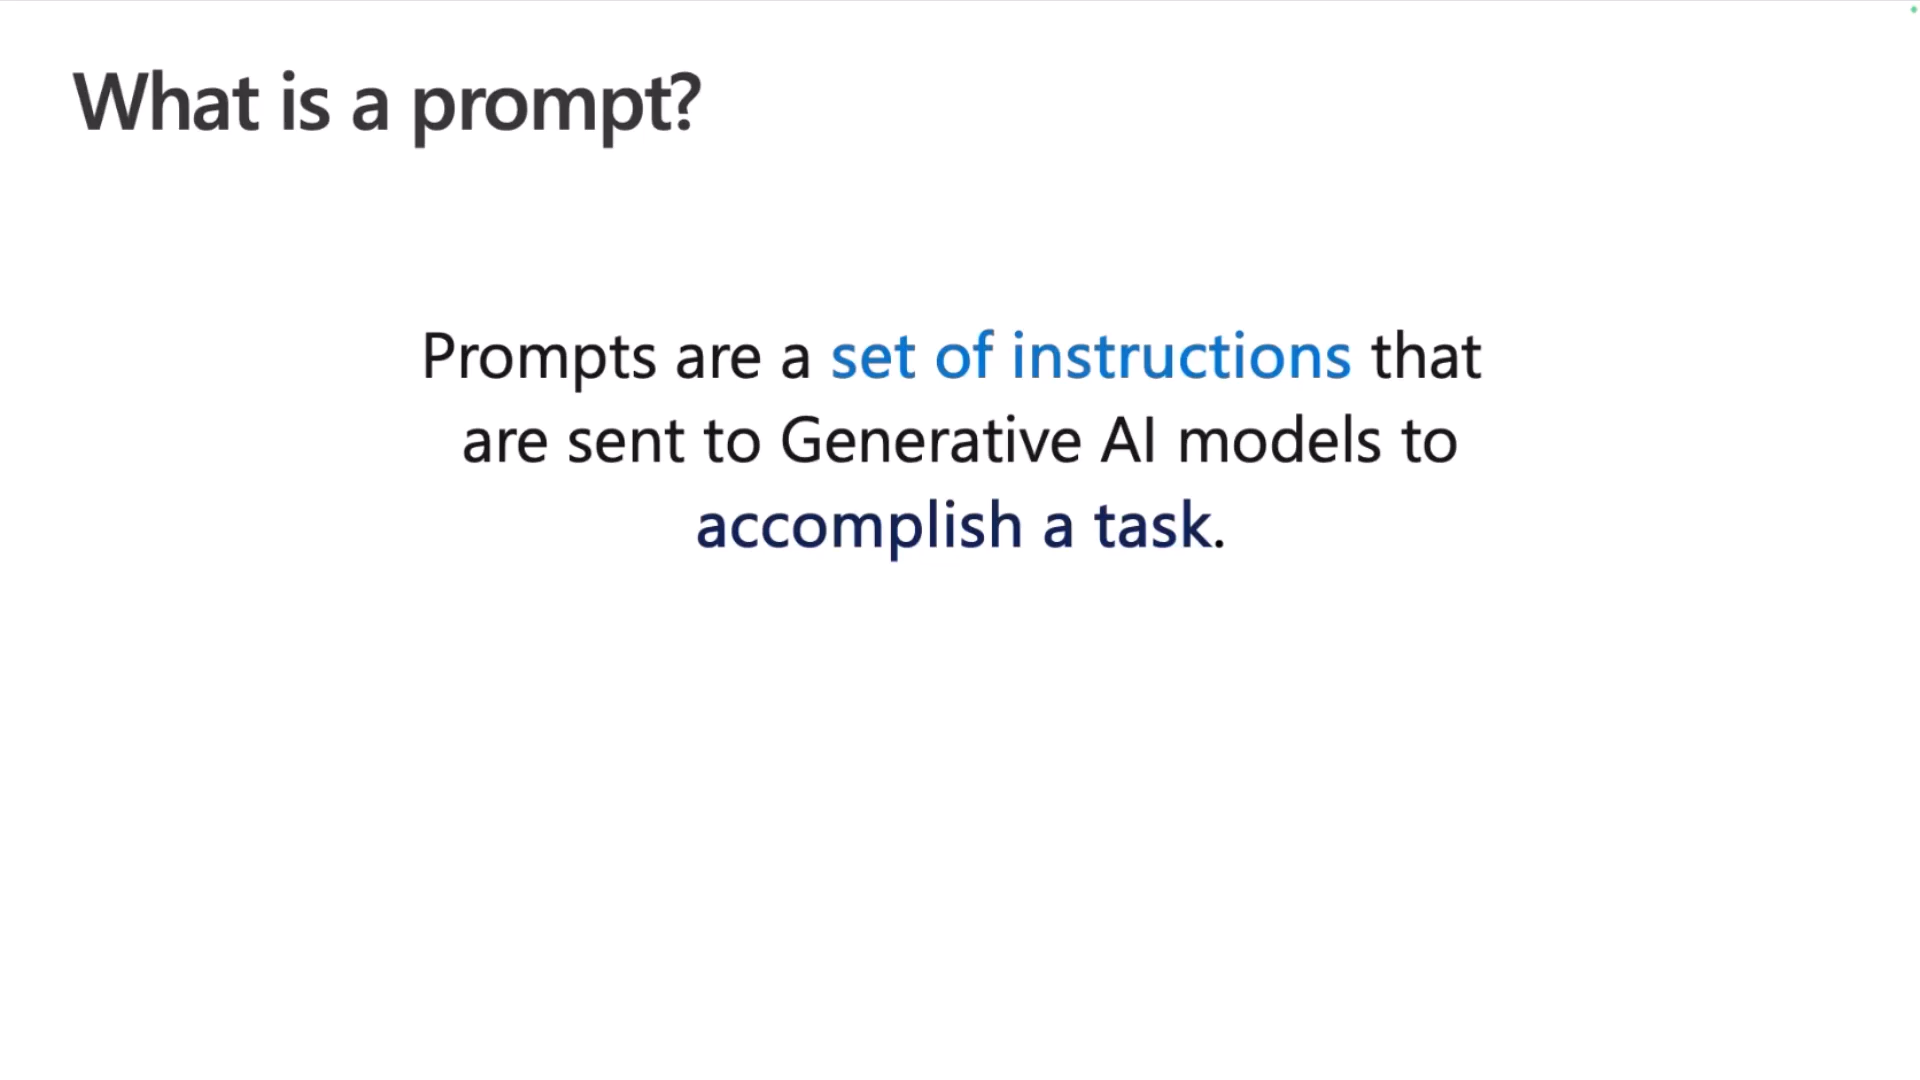 What is a prompt?
Prompts are a set of instructions that
are sent to Generative AI models to
accomplish a task.